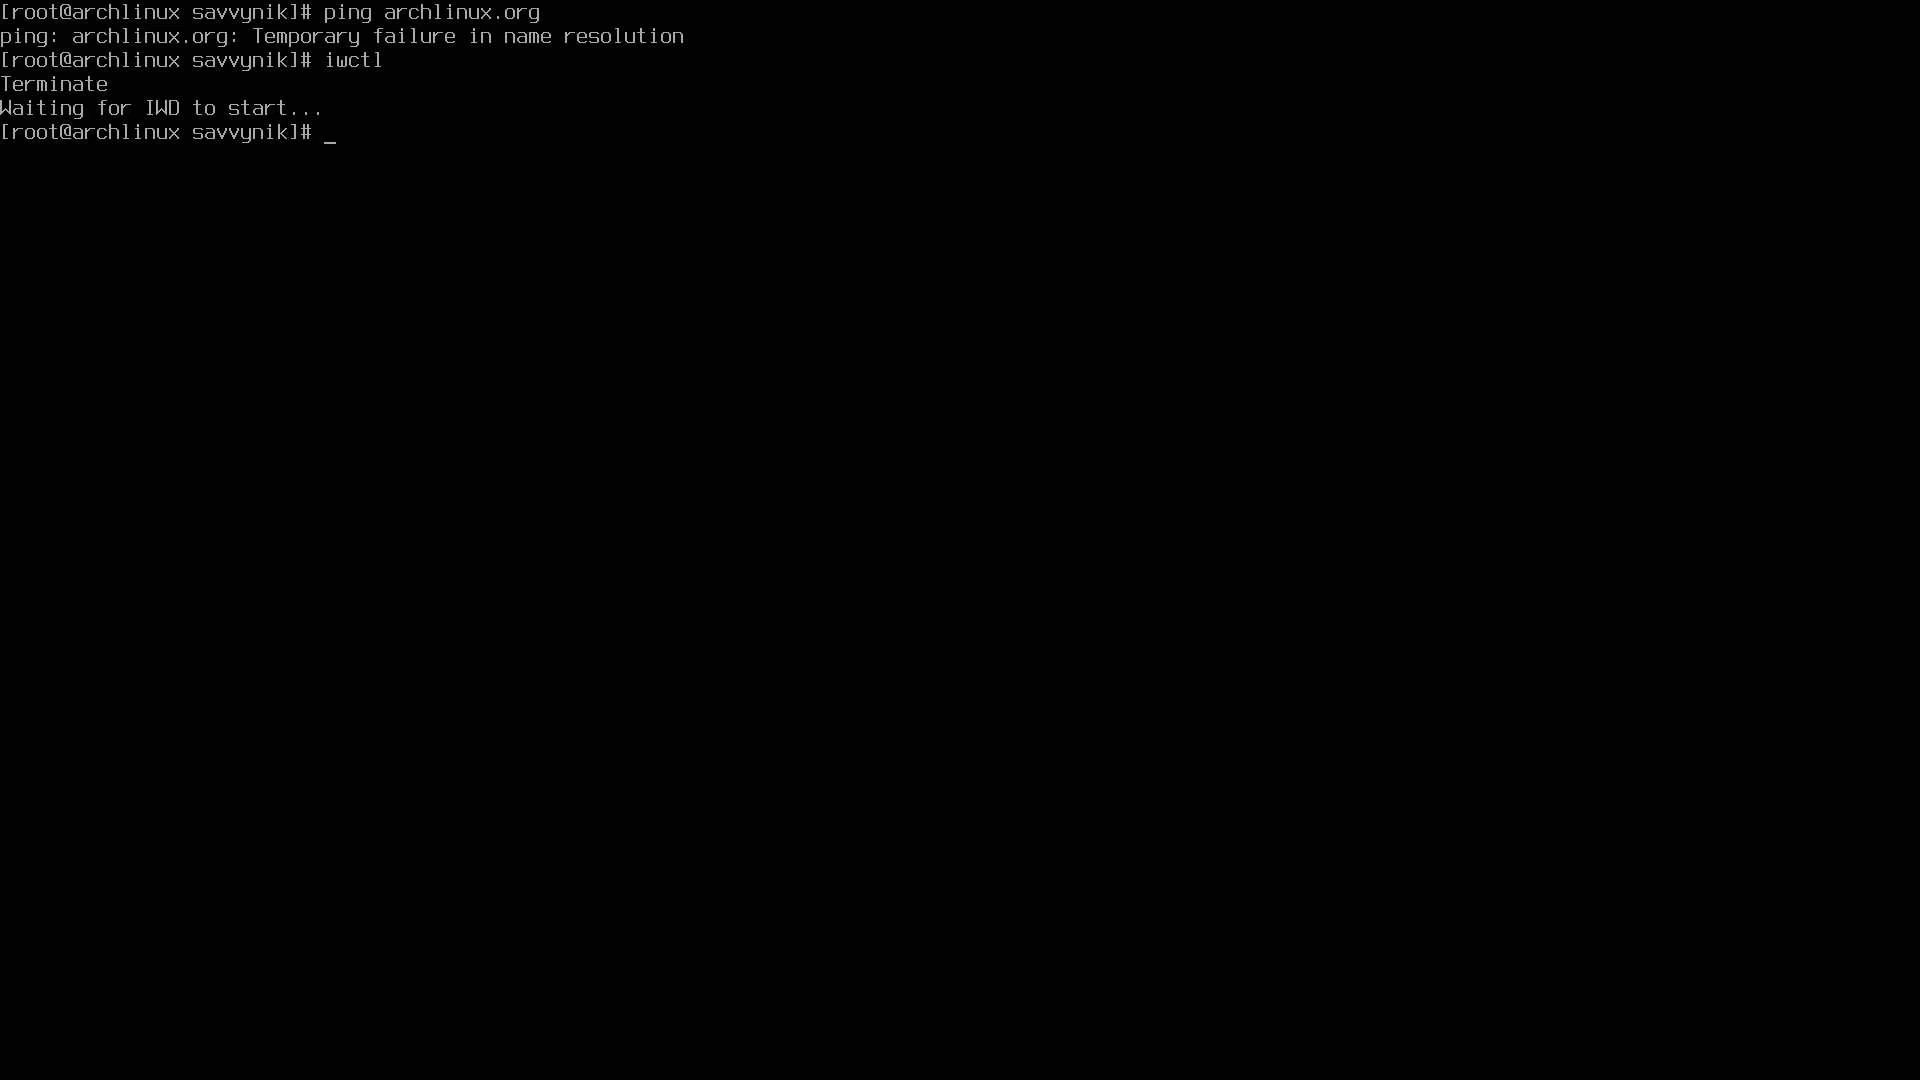 [root@archlinux savvynik]# ping archlinux.org
ping: archlinux.org: Temporary failure in name resolution
[root@archlinux savvynik]# iwctl
Terminate
Waiting for IWD to start...
[root@archlinux savvynik]# _